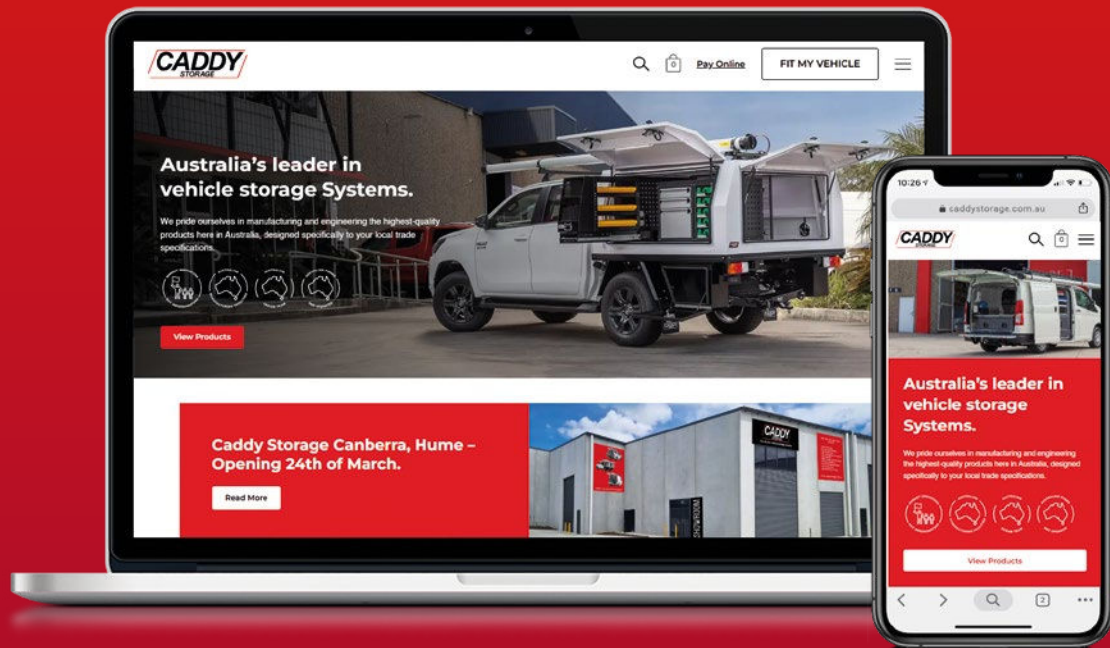 CADDY
STORAGE
0
Pay Online
FIT MY VEHICLE
Australia's leader in
vehicle storage Systems.
We pride ourselves in manufacturing and engineering the highest-quality
products here in Australia, designed specifically to your local trade
specifications.
View Products
Caddy Storage Canberra, Hume –
Opening 24th of March.
Read More
CADDY
SHOWROOM
10:26
caddystorage.com.au
CADDY
STORAGE
0
Australia's leader in
vehicle storage
Systems.
We pride ourselves in manufacturing and engineering
the highest-quality products here in Australia, designed
specifically to your local trade specifications.
View Products
2